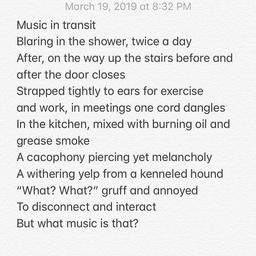 March 19, 2019 at 8:32 PM
Music in transit
Blaring in the shower, twice a day
After, on the way up the stairs before and
after the door closes
Strapped tightly to ears for exercise
and work, in meetings one cord dangles
In the kitchen, mixed with burning oil and
grease smoke
A cacophony piercing yet melancholy
A withering yelp from a kenneled hound
“What? What?” gruff and annoyed
To disconnect and interact
But what music is that?